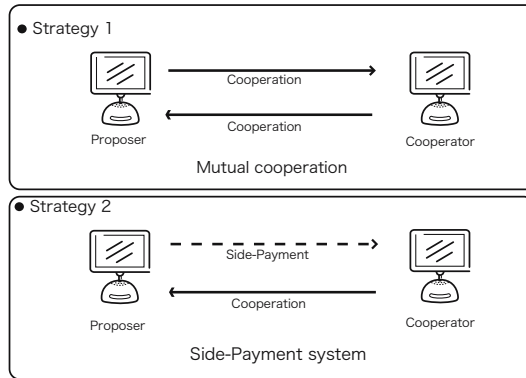 ● Strategy 1
Cooperation
Cooperation
Proposer
Cooperator
Mutual cooperation
● Strategy 2
Side-Payment
Cooperation
Proposer
Cooperator
Side-Payment system